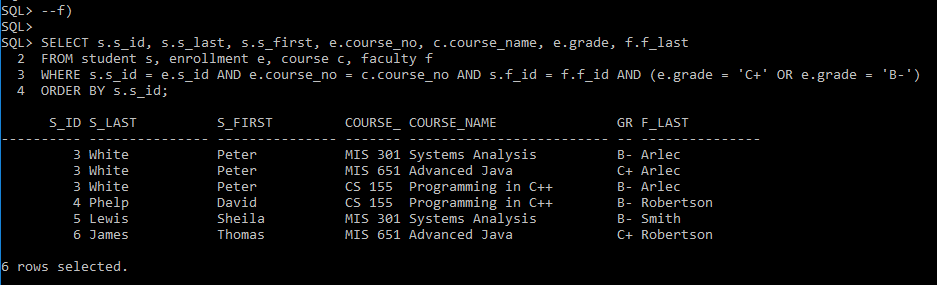 SQL> --f)
SQL>
SQL> SELECT s.s_id, s.s_last, s.s_first, e.course_no, c.course_name, e.grade, f.f_last
  2  FROM student s, enrollment e, course c, faculty f
  3  WHERE s.s_id = e.s_id AND e.course_no = c.course_no AND s.f_id = f.f_id AND (e.grade = 'C+' OR e.grade = 'B-')
  4  ORDER BY s.s_id;
      S_ID S_LAST          S_FIRST         COURSE_ COURSE_NAME               GR F_LAST
---------- --------------- --------------- ------- ------------------------- -- ---------------
         3 White           Peter           MIS 301 Systems Analysis          B- Arlec
         3 White           Peter           MIS 651 Advanced Java             C+ Arlec
         3 White           Peter           CS 155  Programming in C++        B- Arlec
         4 Phelp           David           CS 155  Programming in C++        B- Robertson
         5 Lewis           Sheila          MIS 301 Systems Analysis          B- Smith
         6 James           Thomas          MIS 651 Advanced Java             C+ Robertson
6 rows selected.